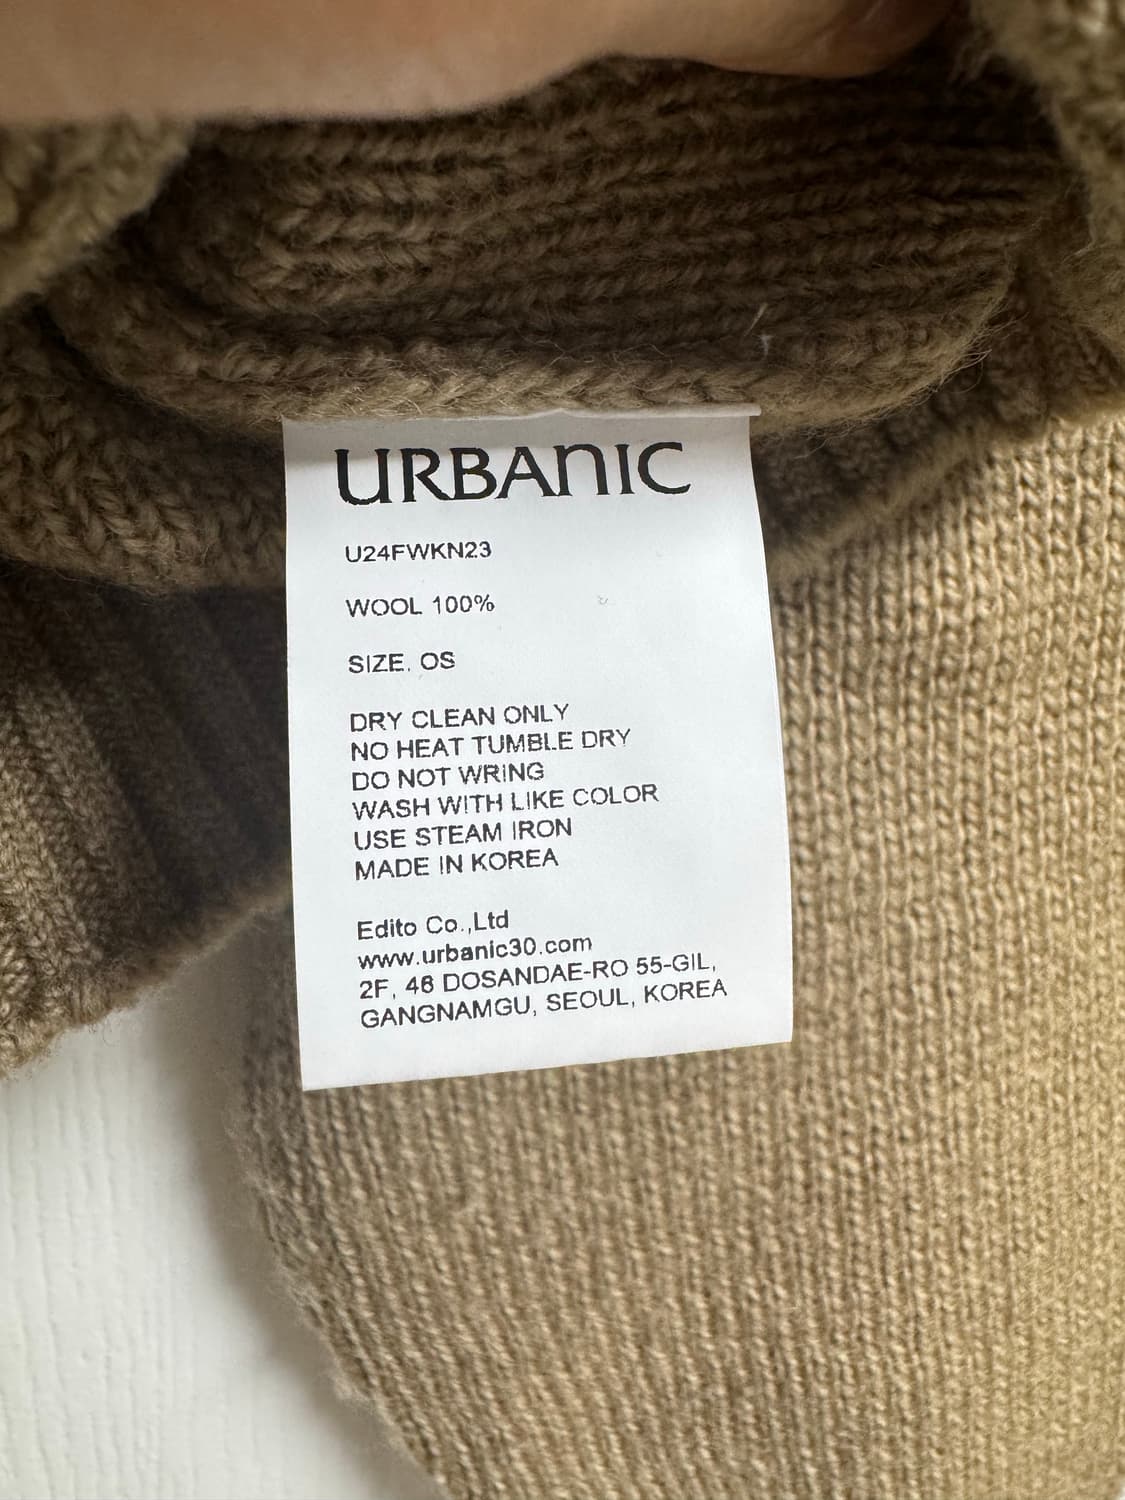 URBANIC
U24FWKN23
WOOL 100%
SIZE. OS
DRY CLEAN ONLY
NO HEAT TUMBLE DRY
DO NOT WRING
WASH WITH LIKE COLOR
USE STEAM IRON
MADE IN KOREA
Edito Co.,Ltd
www.urbanic30.com
2F, 46 DOSANDAE-RO 55-GIL,
GANGNAMGU, SEOUL, KOREA